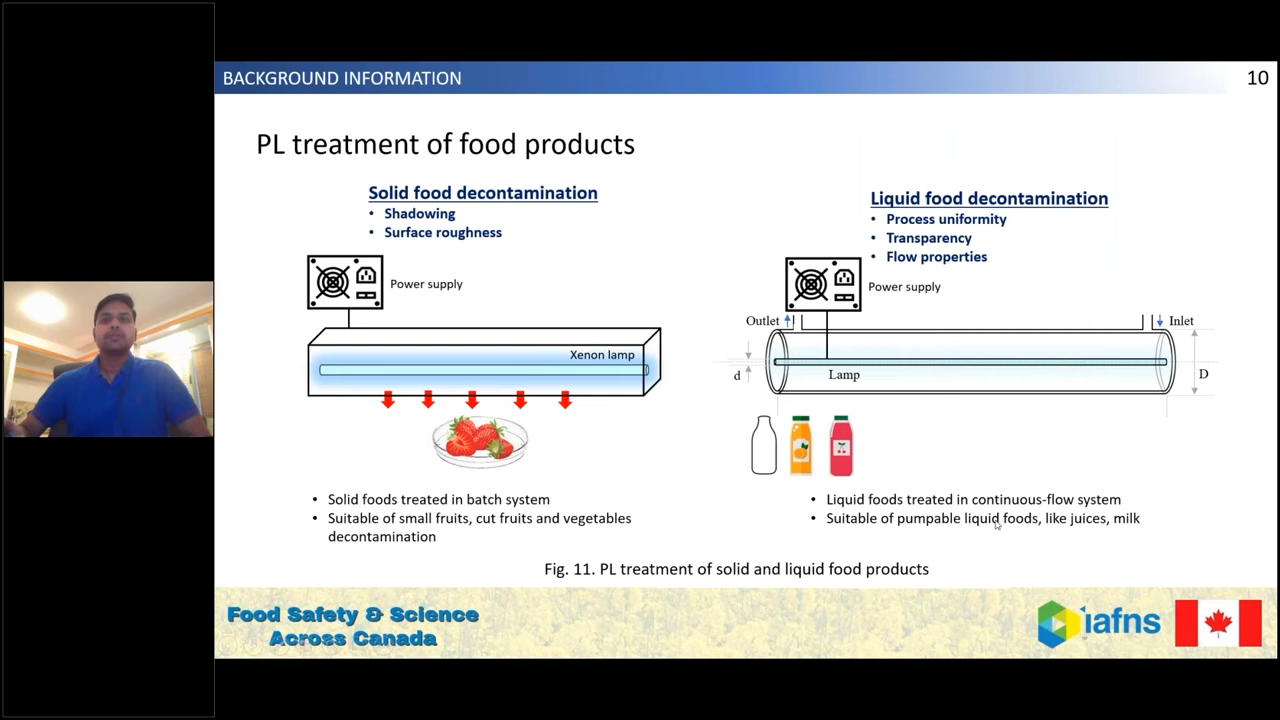 BACKGROUND INFORMATION
10
PL treatment of food products
Solid food decontamination
• Shadowing
• Surface roughness
Power supply
Xenon lamp
• Solid foods treated in batch system
• Suitable of small fruits, cut fruits and vegetables
decontamination
Liquid food decontamination
• Process uniformity
• Transparency
• Flow properties
Power supply
Outlet
Inlet
d
Lamp
D
• Liquid foods treated in continuous-flow system
• Suitable of pumpable liquid foods, like juices, milk
Fig. 11. PL treatment of solid and liquid food products
Food Safety & Science
Across Canada
iafns